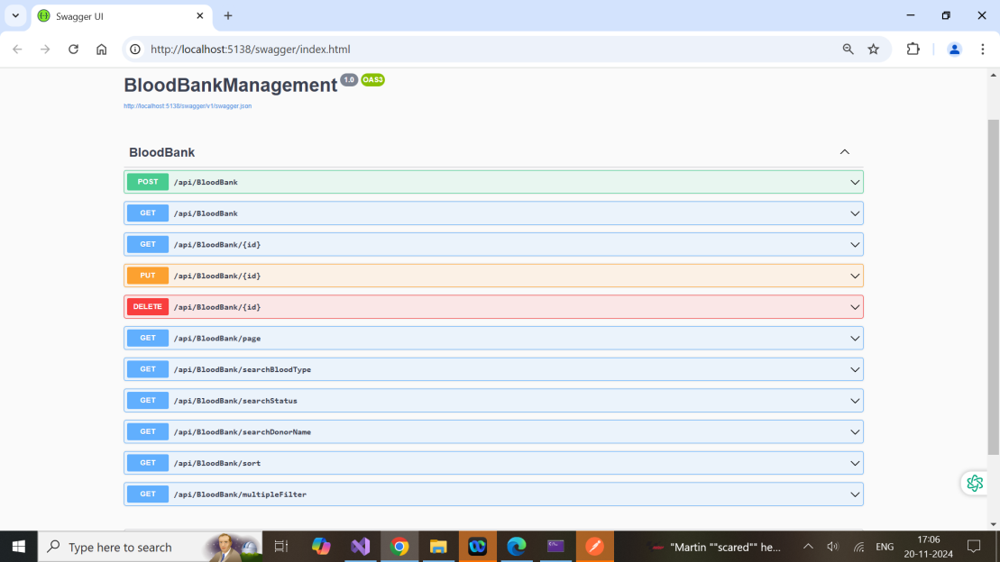 Swagger UI
http://localhost:5138/swagger/index.html
BloodBankManagement 1.0 OAS3
http://localhost:5138/swagger/v1/swagger.json
BloodBank
POST /api/BloodBank
GET /api/BloodBank
GET /api/BloodBank/{id}
PUT /api/BloodBank/{id}
DELETE /api/BloodBank/{id}
GET /api/BloodBank/page
GET /api/BloodBank/searchBloodType
GET /api/BloodBank/searchStatus
GET /api/BloodBank/searchDonorName
GET /api/BloodBank/sort
GET /api/BloodBank/multipleFilter
Type here to search
"Martin ""scared"" he...
ENG
17:06
20-11-2024